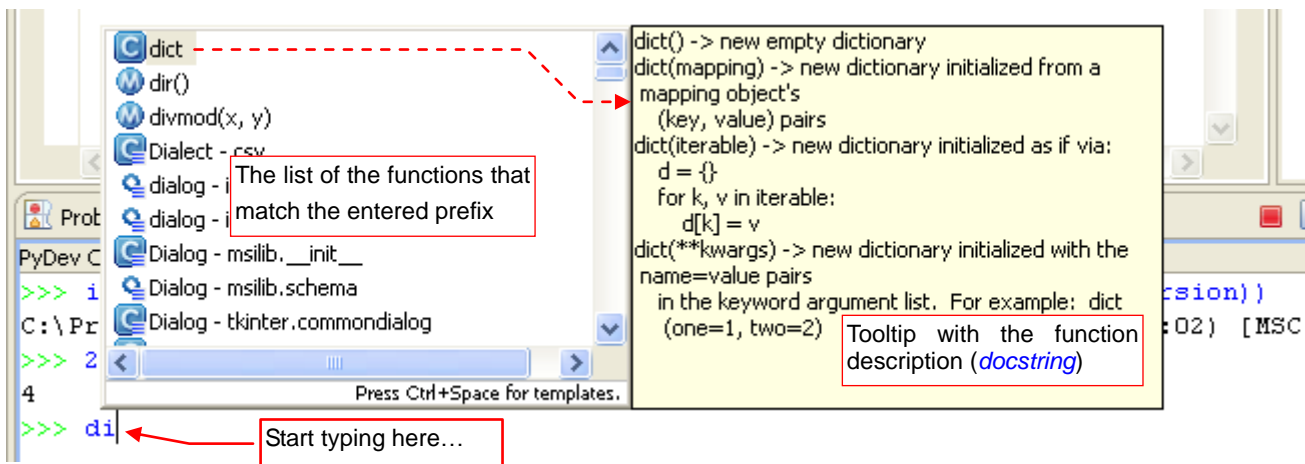 dict
dir()
divmod(x, y)
Dialect - csv
dialog - i
dialog - i
Dialog - msilib.__init__
Dialog - msilib.schema
Dialog - tkinter.commondialog
Press Ctrl+Space for templates.
The list of the functions that
match the entered prefix
dict() -> new empty dictionary
dict(mapping) -> new dictionary initialized from a
mapping object's
(key, value) pairs
dict(iterable) -> new dictionary initialized as if via:
d = {}
for k, v in iterable:
d[k] = v
dict(**kwargs) -> new dictionary initialized with the
name=value pairs
in the keyword argument list.  For example:  dict
(one=1, two=2)
Tooltip with the function
description (docstring)
Prob
PyDev C
>>> i
rsion))
C:\Pr
:02) [MSC
>>> 2
4
>>> di
Start typing here…